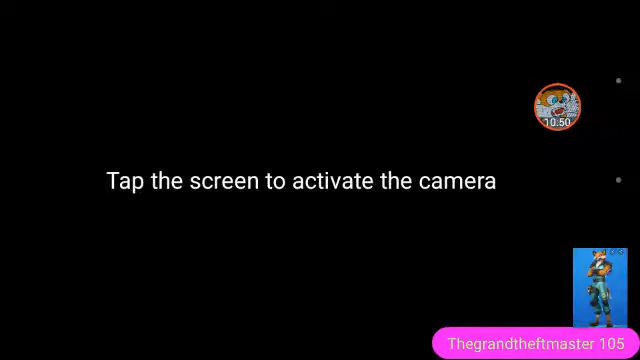 10:50
Tap the screen to activate the camera
Thegrandtheftmaster 105